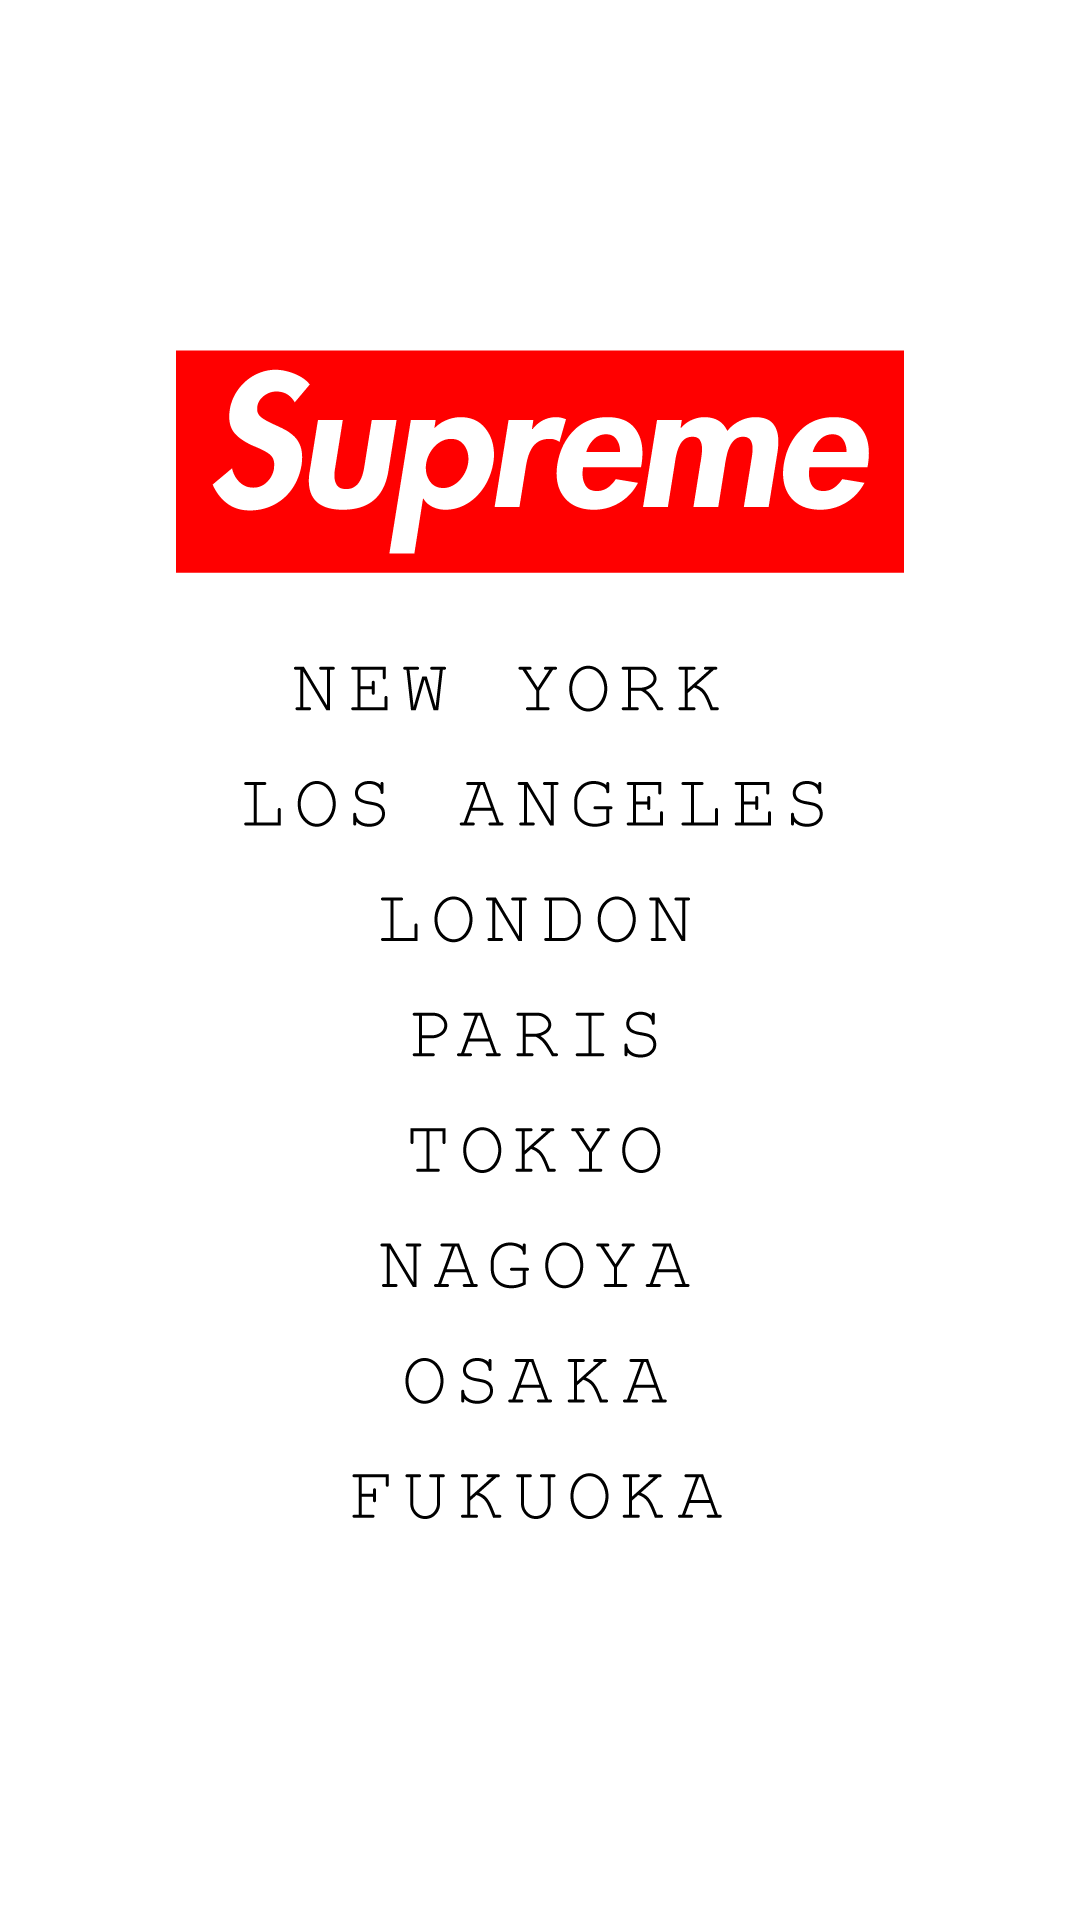 Supreme
NEW YORK
LOS ANGELES
LONDON
PARIS
TOKYO
NAGOYA
OSAKA
FUKUOKA